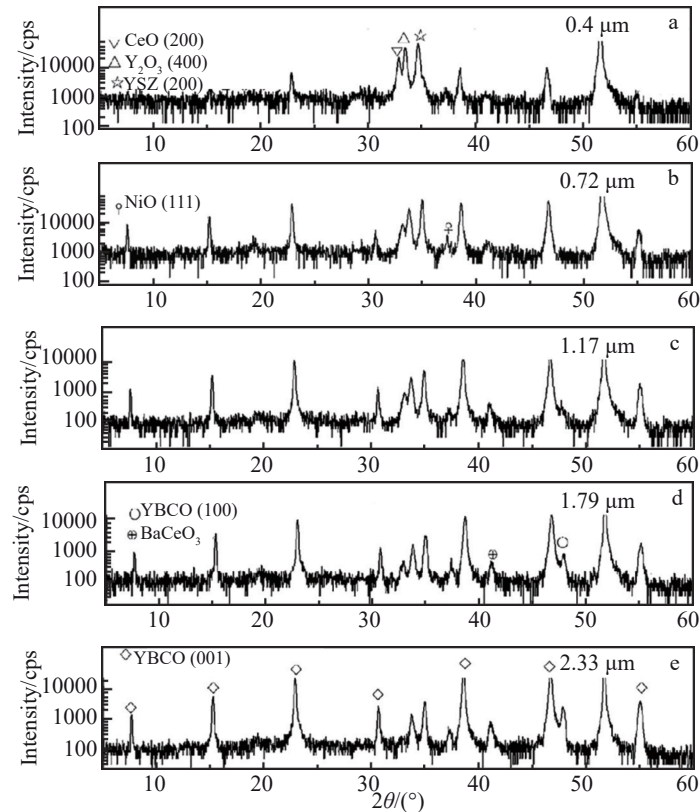 a
0.4 μm
▽ CeO (200)
△ Y₂O₃ (400)
☆ YSZ (200)
Intensity/cps
10000
1000
100
10 20 30 40 50 60
b
0.72 μm
♀ NiO (111)
Intensity/cps
10000
1000
100
10 20 30 40 50 60
c
1.17 μm
Intensity/cps
10000
1000
100
10 20 30 40 50 60
d
1.79 μm
YBCO (100)
⊕ BaCeO₃
Intensity/cps
10000
1000
100
10 20 30 40 50 60
e
2.33 μm
◇ YBCO (001)
Intensity/cps
10000
1000
100
10 20 30 40 50 60
2θ/(°)